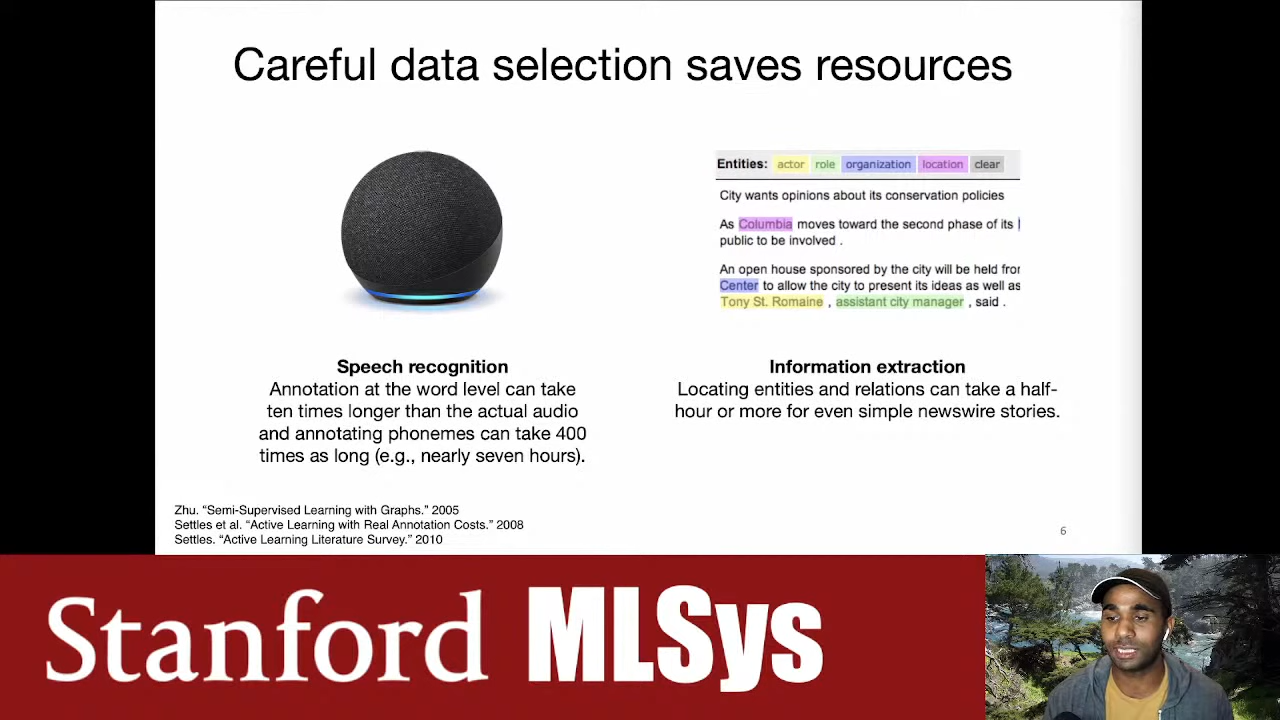 Careful data selection saves resources
Entities: actor role organization location clear
City wants opinions about its conservation policies
As Columbia moves toward the second phase of its
public to be involved .
An open house sponsored by the city will be held from
Center to allow the city to present its ideas as well as
Tony St. Romaine , assistant city manager , said .
Speech recognition
Annotation at the word level can take
ten times longer than the actual audio
and annotating phonemes can take 400
times as long (e.g., nearly seven hours).
Information extraction
Locating entities and relations can take a half-
hour or more for even simple newswire stories.
Zhu. “Semi-Supervised Learning with Graphs.” 2005
Settles et al. “Active Learning with Real Annotation Costs.” 2008
Settles. “Active Learning Literature Survey.” 2010
6
Stanford MLSys